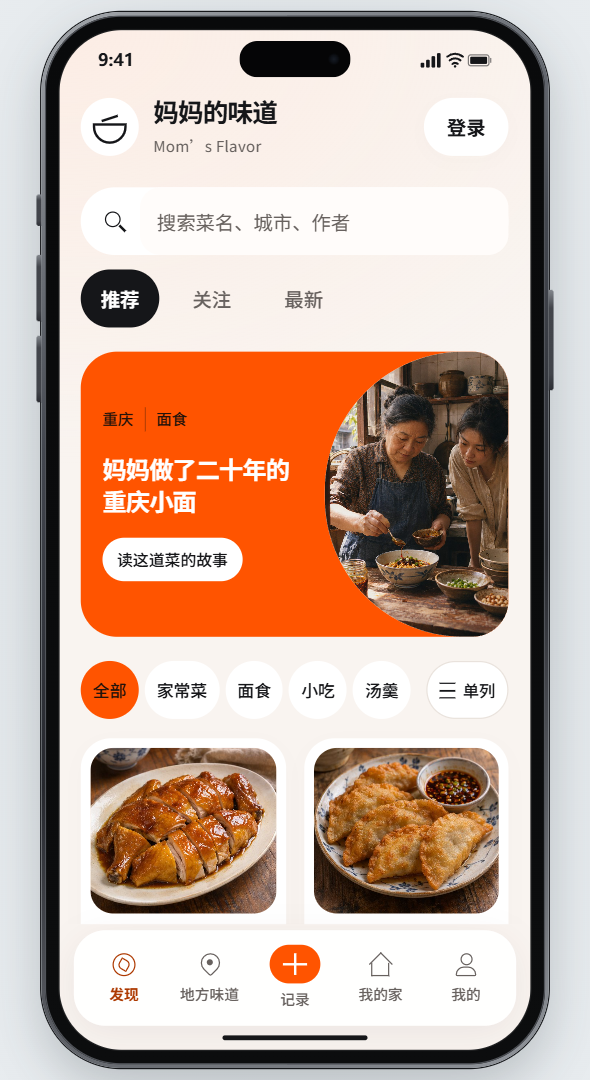 9:41
妈妈的味道
登录
Mom’s Flavor
搜索菜名、城市、作者
推荐 关注 最新
重庆 面食
妈妈做了二十年的
重庆小面
读这道菜的故事
全部 家常菜 面食 小吃 汤羹 单列
发现 地方味道 记录 我的家 我的